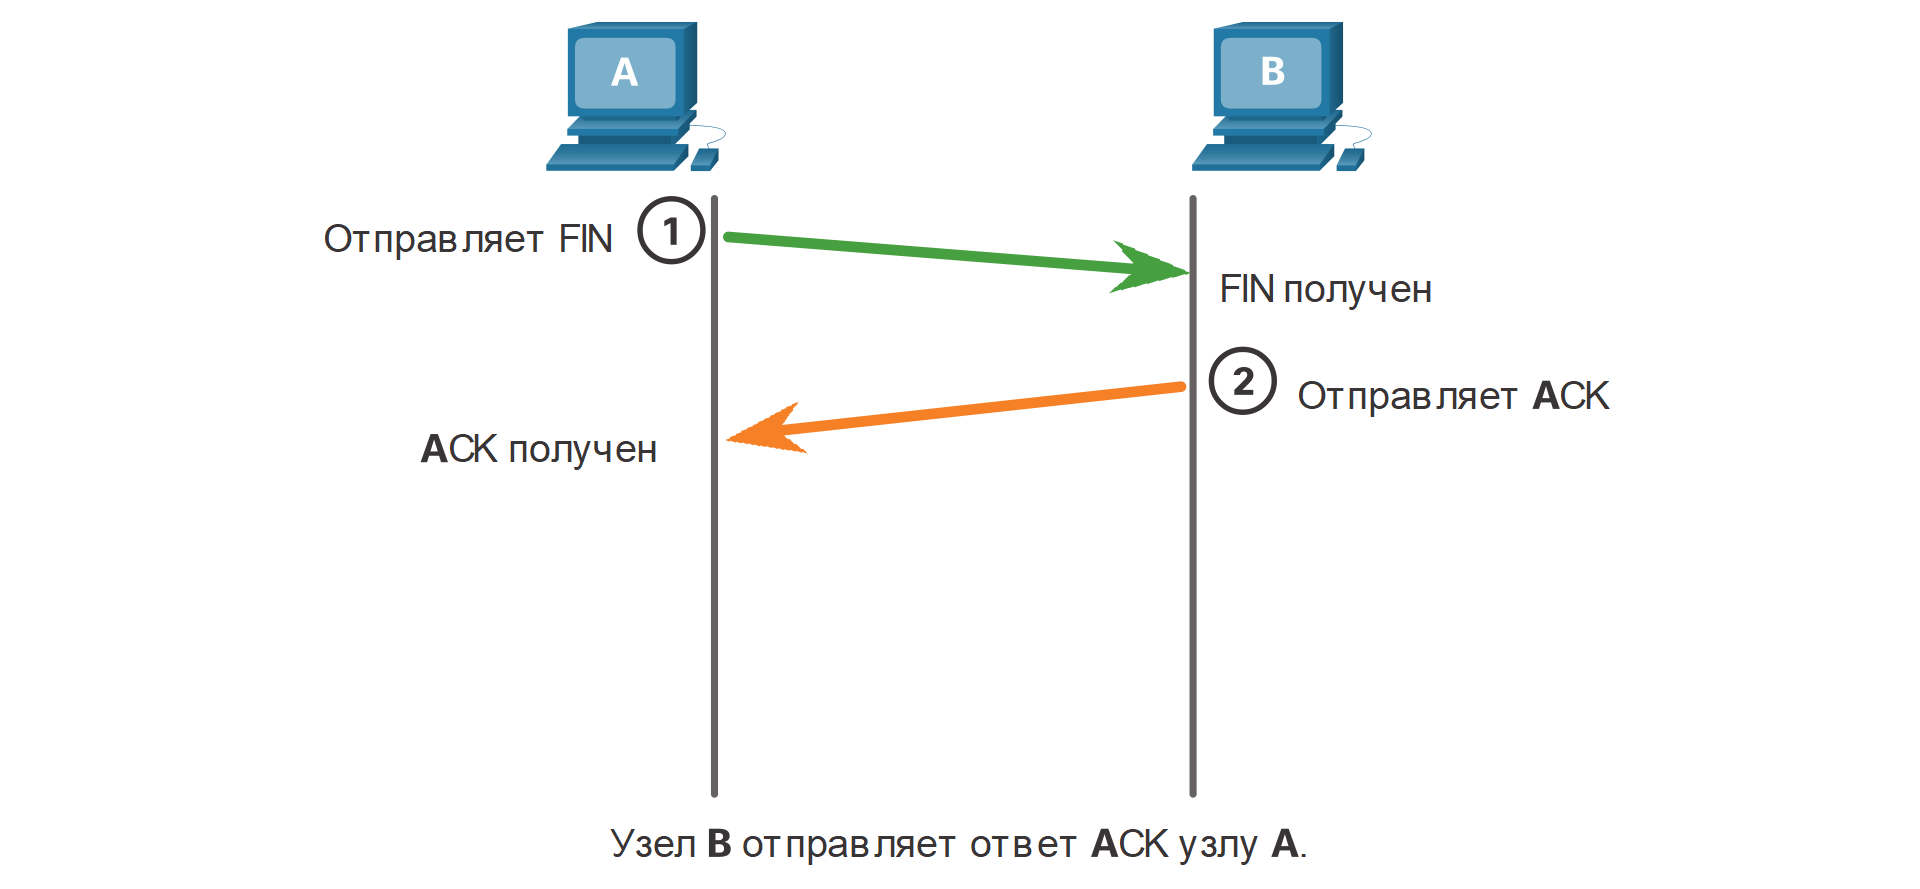 A
B
Отправляет FIN
1
FIN получен
2
Отправляет ACK
ACK получен
Узел B отправляет ответ ACK узлу A.